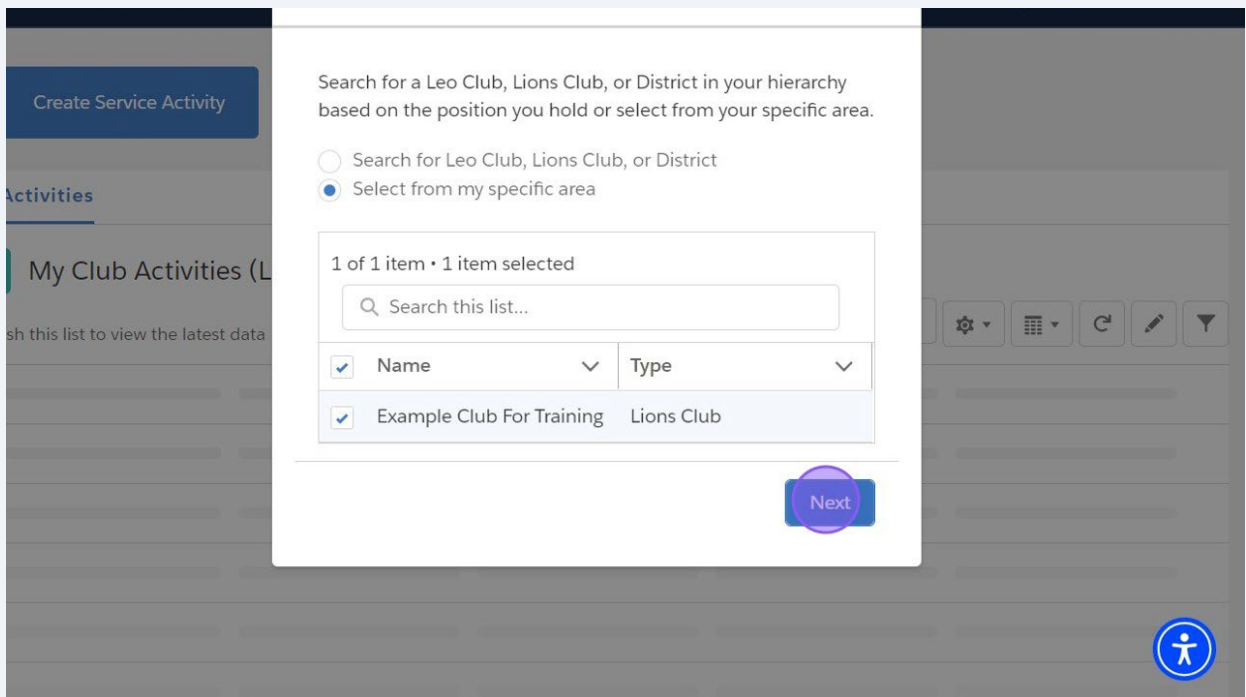 Search for a Leo Club, Lions Club, or District in your hierarchy
based on the position you hold or select from your specific area.
Create Service Activity
Search for Leo Club, Lions Club, or District
Select from my specific area
Activities
1 of 1 item • 1 item selected
My Club Activities (L
Search this list...
sh this list to view the latest data
Name Type
Example Club For Training Lions Club
Next